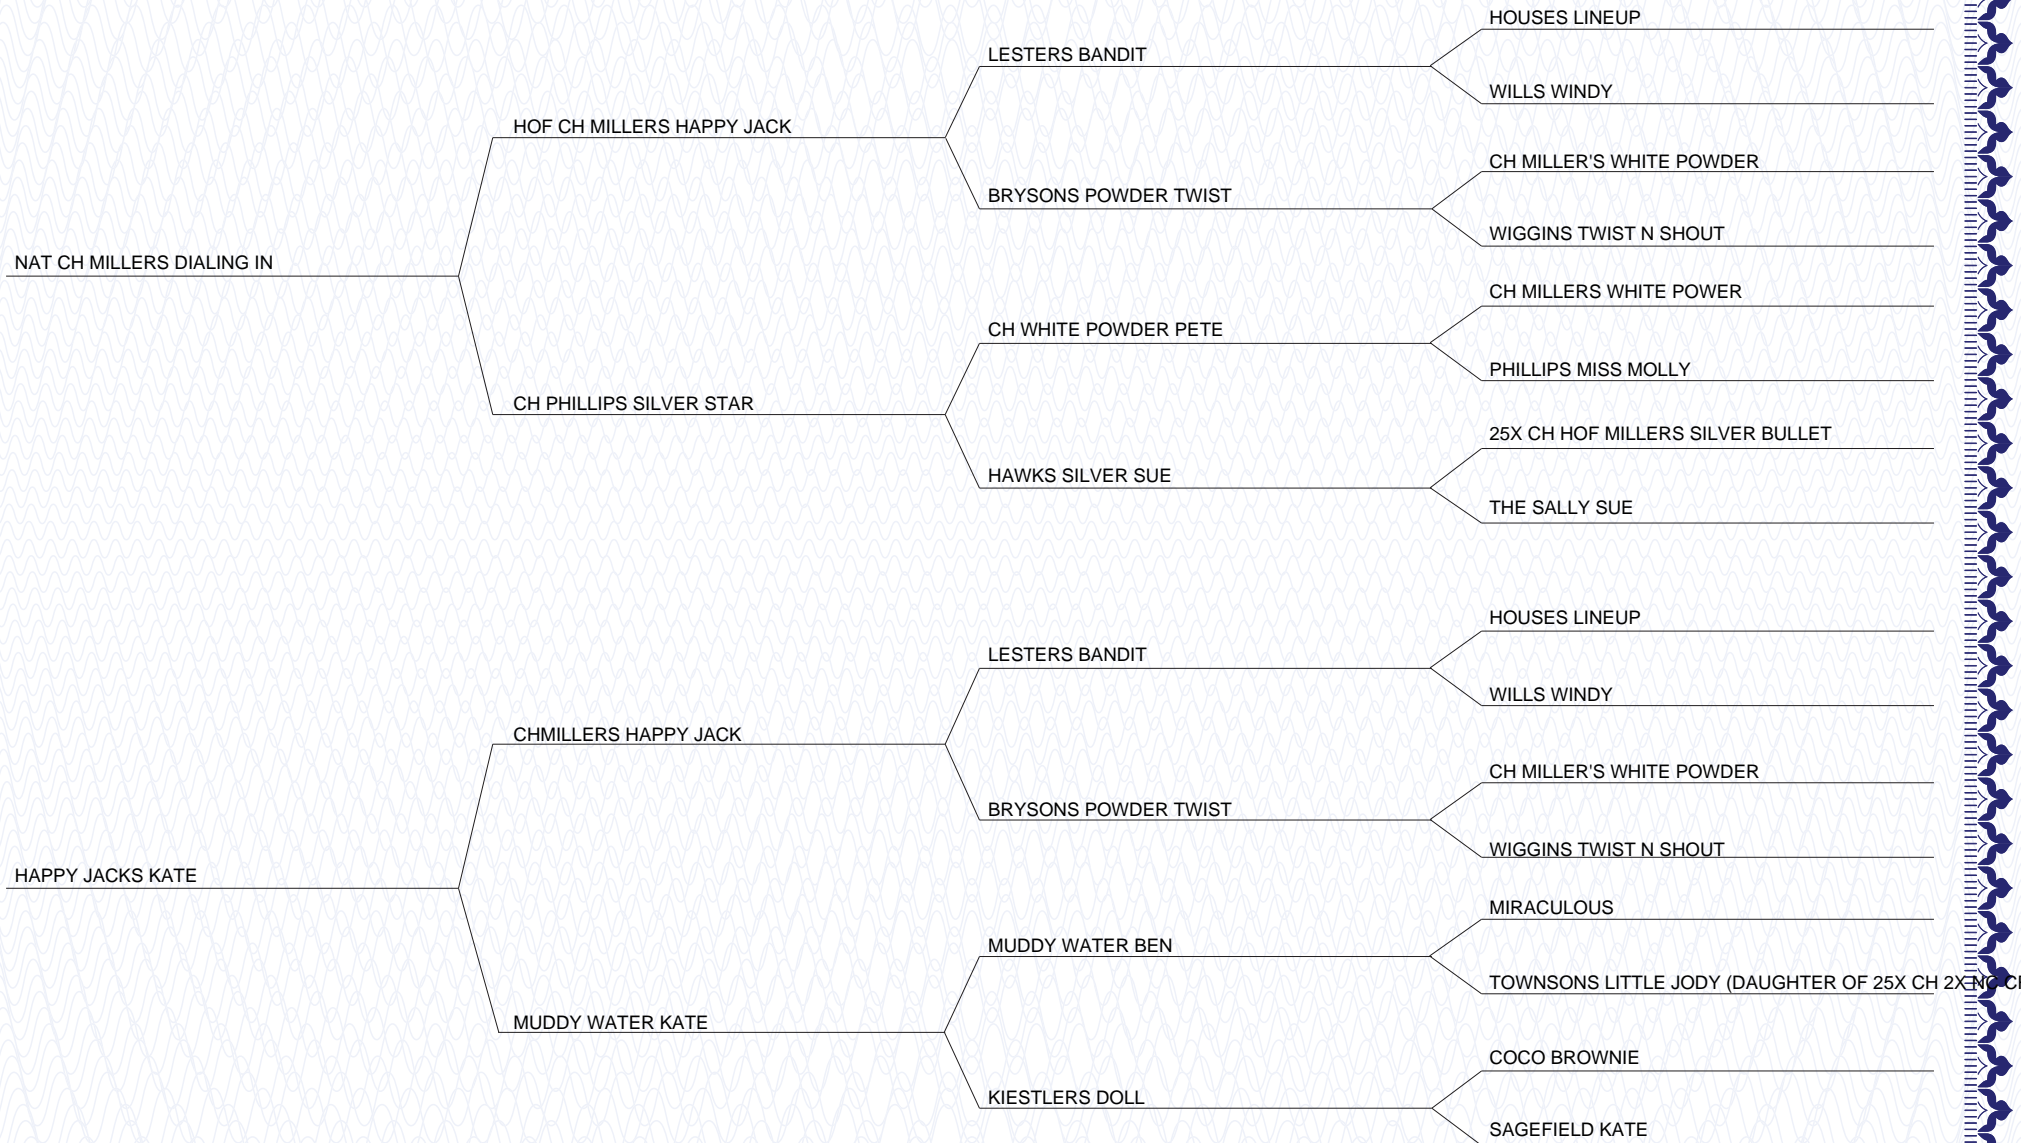 HOUSES LINEUP
LESTERS BANDIT
WILLS WINDY
HOF CH MILLERS HAPPY JACK
CH MILLER'S WHITE POWDER
BRYSONS POWDER TWIST
WIGGINS TWIST N SHOUT
NAT CH MILLERS DIALING IN
CH MILLERS WHITE POWER
CH WHITE POWDER PETE
PHILLIPS MISS MOLLY
CH PHILLIPS SILVER STAR
25X CH HOF MILLERS SILVER BULLET
HAWKS SILVER SUE
THE SALLY SUE
HOUSES LINEUP
LESTERS BANDIT
WILLS WINDY
CHMILLERS HAPPY JACK
CH MILLER'S WHITE POWDER
BRYSONS POWDER TWIST
WIGGINS TWIST N SHOUT
HAPPY JACKS KATE
MIRACULOUS
MUDDY WATER BEN
TOWNSONS LITTLE JODY (DAUGHTER OF 25X CH 2X NC
MUDDY WATER KATE
COCO BROWNIE
KIESTLERS DOLL
SAGEFIELD KATE